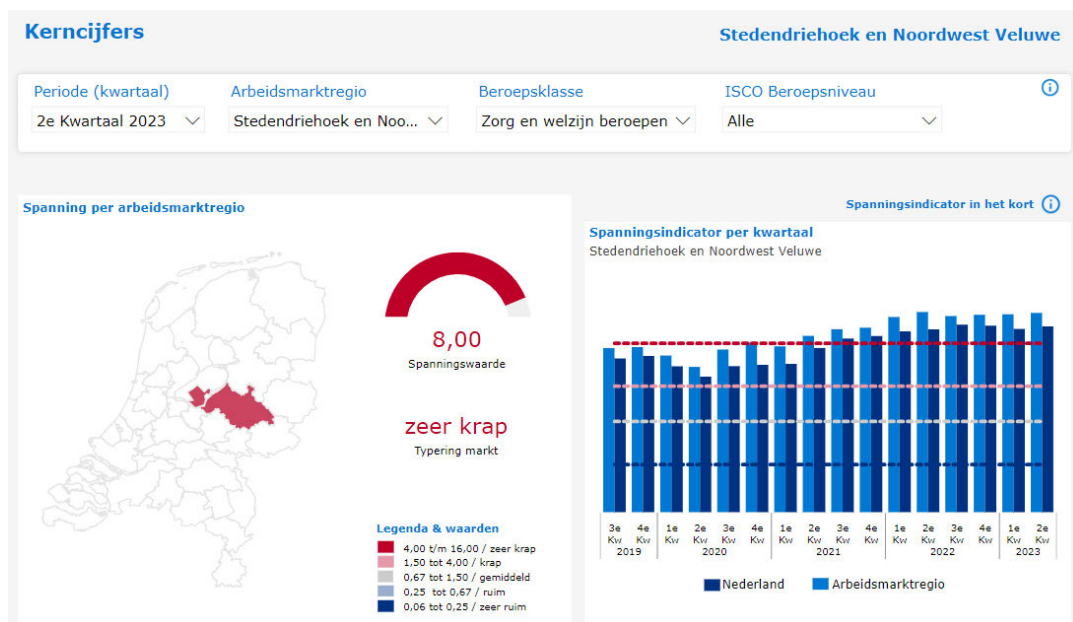 Kerncijfers
Stedendriehoek en Noordwest Veluwe
Periode (kwartaal)
Arbeidsmarktregio
Beroepsklasse
ISCO Beroepsniveau
2e Kwartaal 2023
Stedendriehoek en Noo...
Zorg en welzijn beroepen
Alle
Spanning per arbeidsmarktregio
8,00
Spanningswaarde
zeer krap
Typering markt
Legenda & waarden
4,00 t/m 16,00 / zeer krap
1,50 tot 4,00 / krap
0,67 tot 1,50 / gemiddeld
0,25 tot 0,67 / ruim
0,06 tot 0,25 / zeer ruim
Spanningsindicator in het kort
Spanningsindicator per kwartaal
Stedendriehoek en Noordwest Veluwe
3e 4e 1e 2e 3e 4e 1e 2e 3e 4e 1e 2e 3e 4e 1e 2e
Kw Kw Kw Kw Kw Kw Kw Kw Kw Kw Kw Kw Kw Kw Kw Kw
2019 2020 2021 2022 2023
Nederland
Arbeidsmarktregio